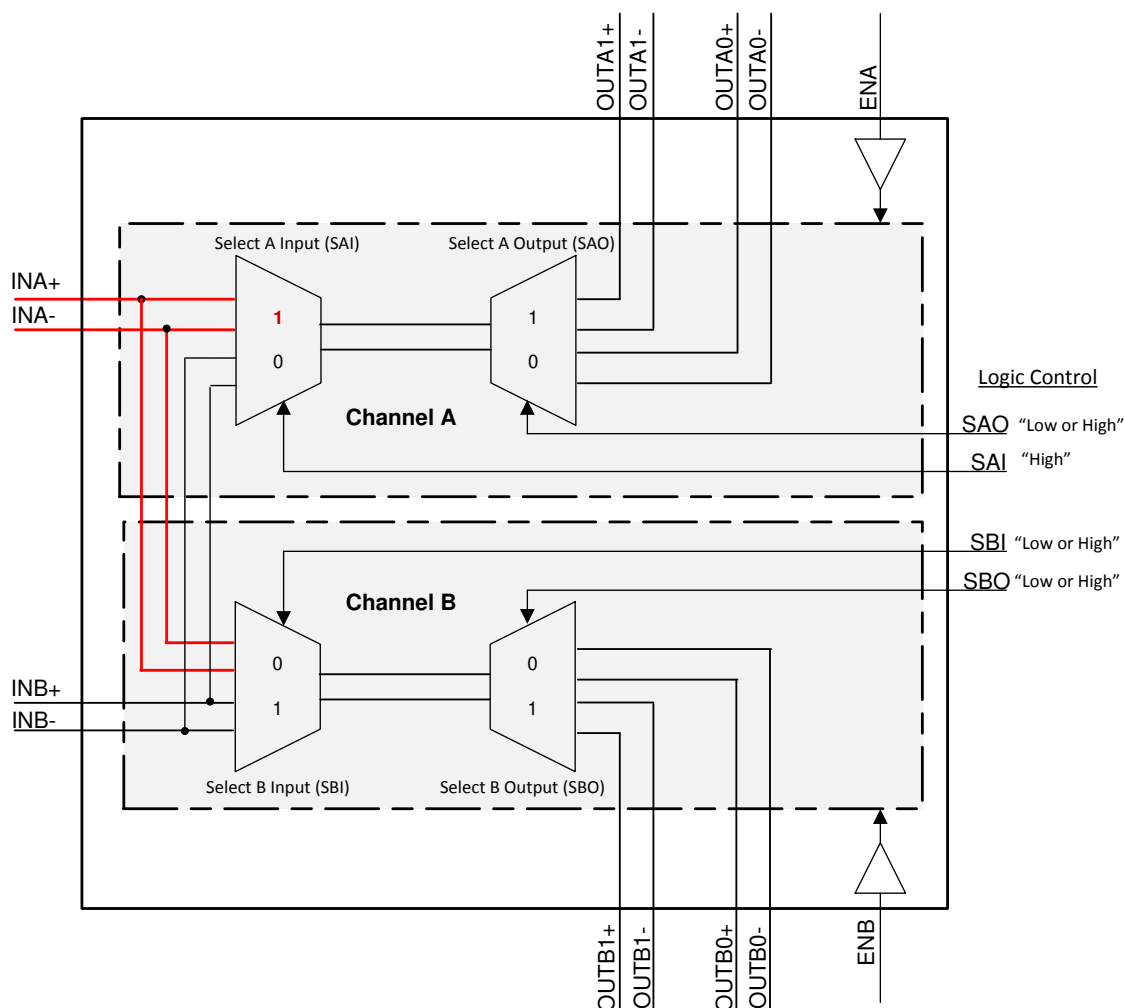 OUTA1+
OUTA1-
OUTA0+
OUTA0-
ENA
Select A Input (SAI)
Select A Output (SAO)
INA+
INA-
1
0
1
0
Channel A
Logic Control
SAO "Low or High"
SAI "High"
SBI "Low or High"
SBO "Low or High"
Channel B
0
1
0
1
INB+
INB-
Select B Input (SBI)
Select B Output (SBO)
OUTB1+
OUTB1-
OUTB0+
OUTB0-
ENB